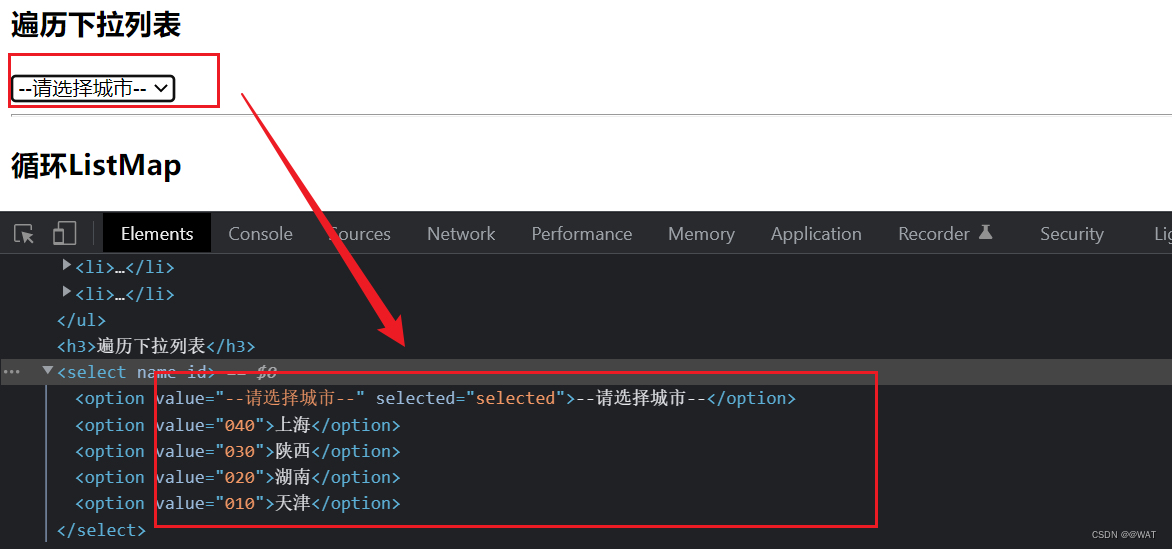 遍历下拉列表
--请选择城市--
循环ListMap
Elements Console Sources Network Performance Memory Application Recorder Security Lig
<li>…</li>
<li>…</li>
</ul>
<h3>遍历下拉列表</h3>
<select name id> == $0
<option value="--请选择城市--" selected="selected">--请选择城市--</option>
<option value="040">上海</option>
<option value="030">陕西</option>
<option value="020">湖南</option>
<option value="010">天津</option>
</select>
CSDN @@WAT